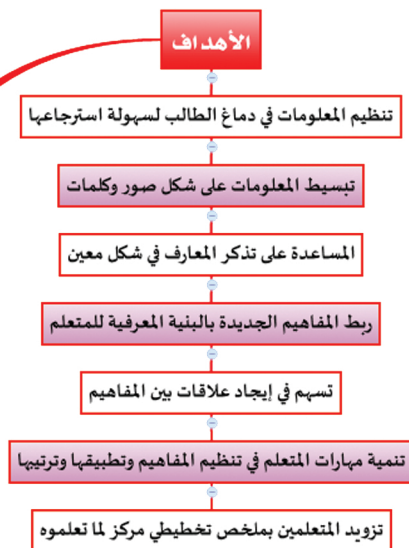 الأهداف
تنظيم المعلومات في دماغ الطالب لسهولة استرجاعها
تبسيط المعلومات على شكل صور وكلمات
المساعدة على تذكر المعارف في شكل معين
ربط المفاهيم الجديدة بالبنية المعرفية للمتعلم
تسهم في إيجاد علاقات بين المفاهيم
تنمية مهارات المتعلم في تنظيم المفاهيم وتطبيقها وترتيبها
تزويد المتعلمين بملخص تخطيطي مركز لما تعلموه